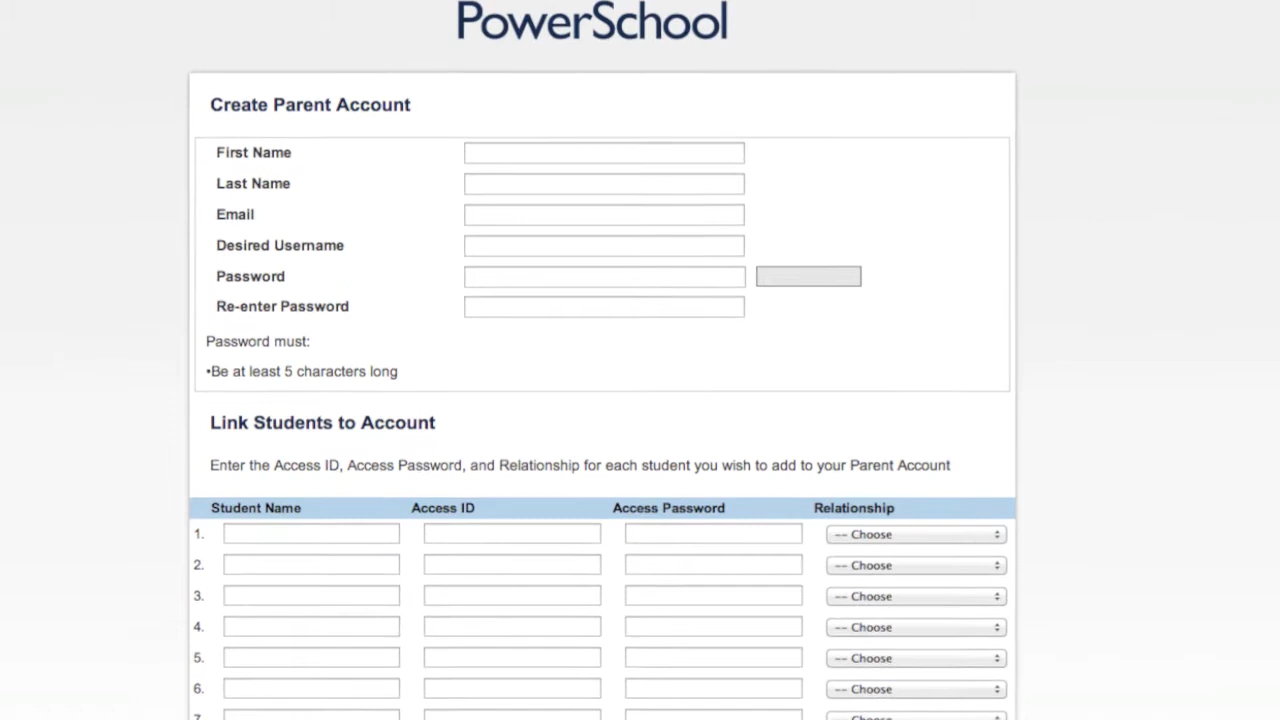 PowerSchool
Create Parent Account
First Name
Last Name
Email
Desired Username
Password
Re-enter Password
Password must:
•Be at least 5 characters long
Link Students to Account
Enter the Access ID, Access Password, and Relationship for each student you wish to add to your Parent Account
Student Name Access ID Access Password Relationship
1. -- Choose
2. -- Choose
3. -- Choose
4. -- Choose
5. -- Choose
6. -- Choose
7. -- Choose